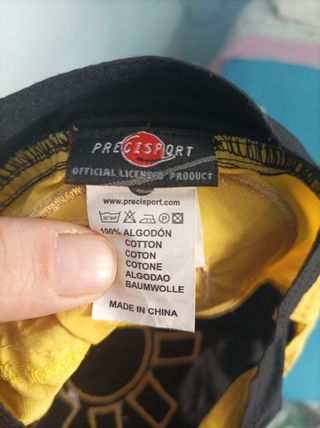 PRECISPORT
OFFICIAL LICENSED PRODUCT
www.precisport.com
100% ALGODÓN
COTTON
COTON
COTONE
ALGODAO
BAUMWOLLE
MADE IN CHINA